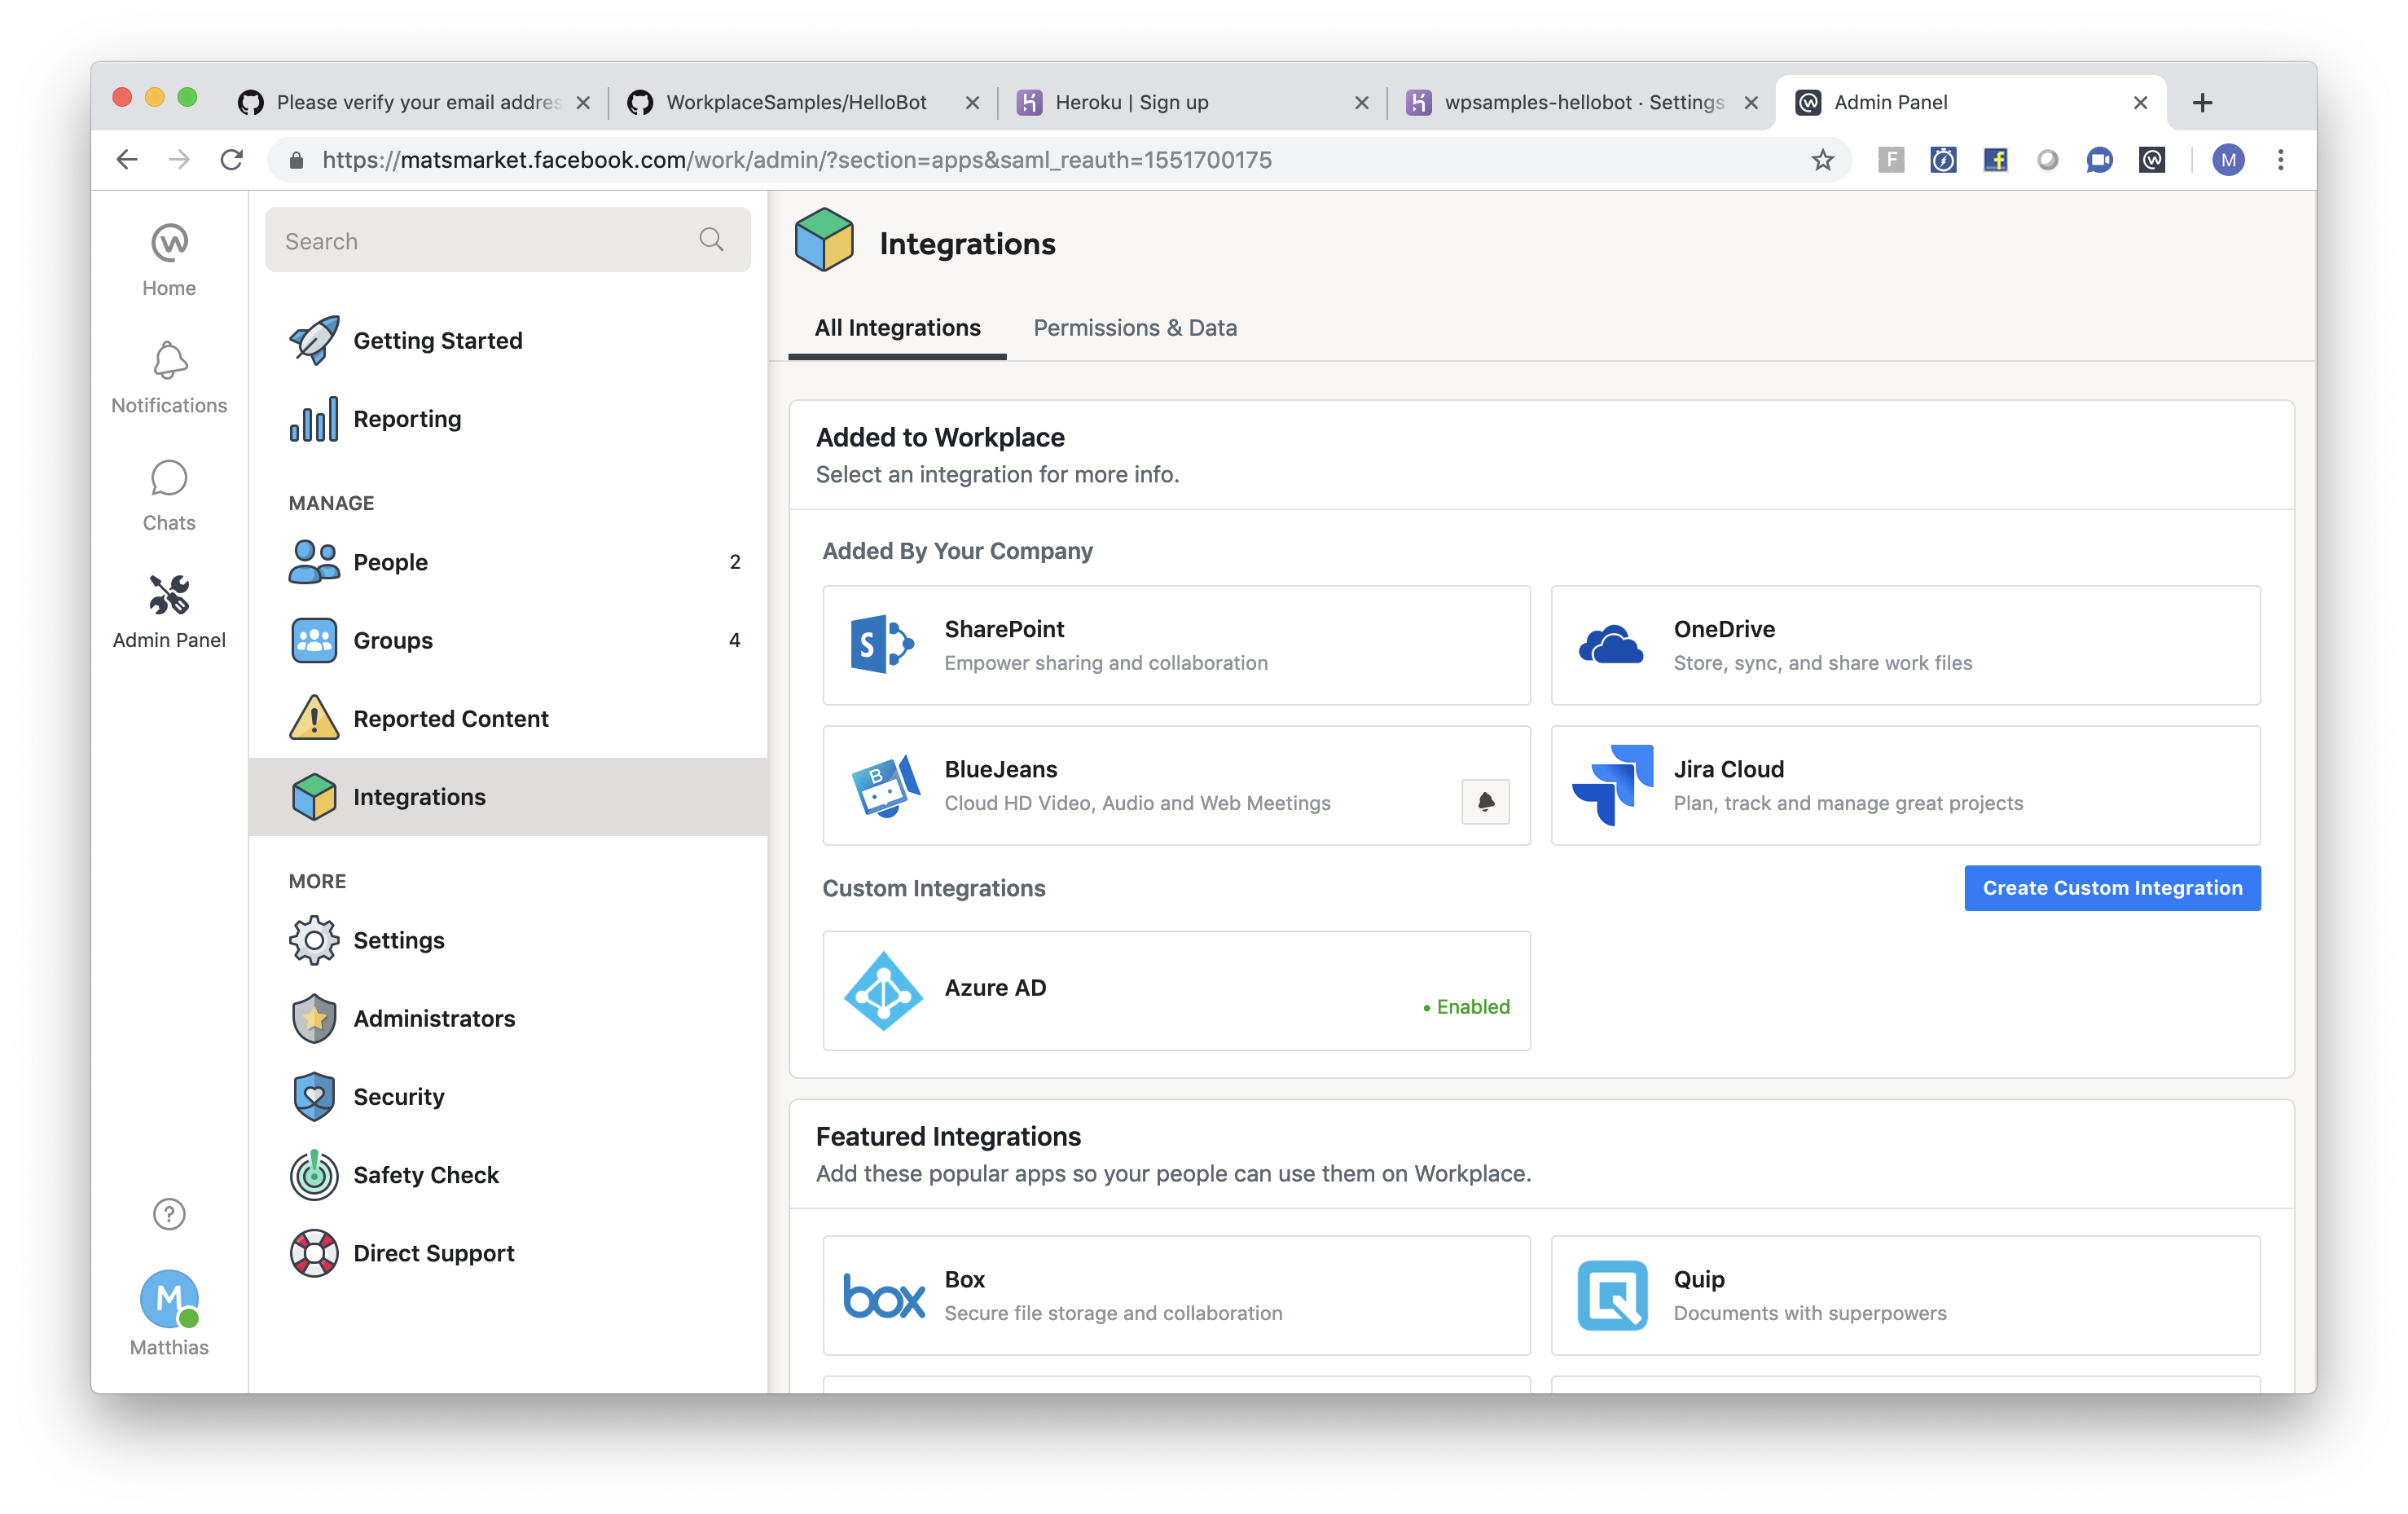 Please verify your email addres
WorkplaceSamples/HelloBot
Heroku | Sign up
wpsamples-hellobot · Settings
Admin Panel
https://matsmarket.facebook.com/work/admin/?section=apps&saml_reauth=1551700175
F
M
Home
Notifications
Chats
Admin Panel
?
M
Matthias
Search
Getting Started
Reporting
MANAGE
People 2
Groups 4
Reported Content
Integrations
MORE
Settings
Administrators
Security
Safety Check
Direct Support
Integrations
All Integrations Permissions & Data
Added to Workplace
Select an integration for more info.
Added By Your Company
S
SharePoint
Empower sharing and collaboration
OneDrive
Store, sync, and share work files
B
BlueJeans
Cloud HD Video, Audio and Web Meetings
Jira Cloud
Plan, track and manage great projects
Custom Integrations
Create Custom Integration
Azure AD
• Enabled
Featured Integrations
Add these popular apps so your people can use them on Workplace.
box
Box
Secure file storage and collaboration
Quip
Documents with superpowers